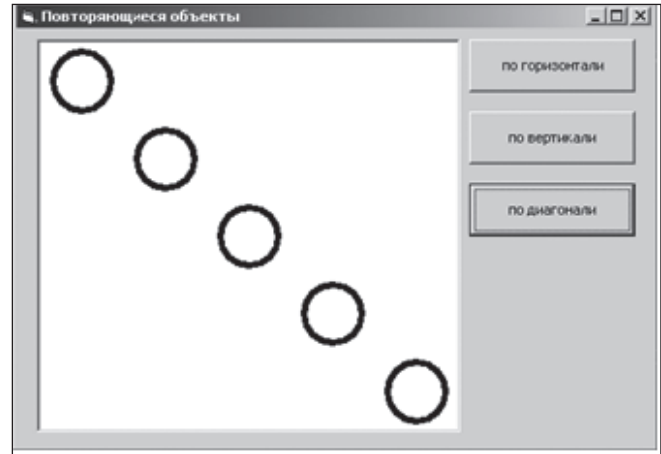 Повторяющиеся объекты
по горизонтали
по вертикали
по диагонали